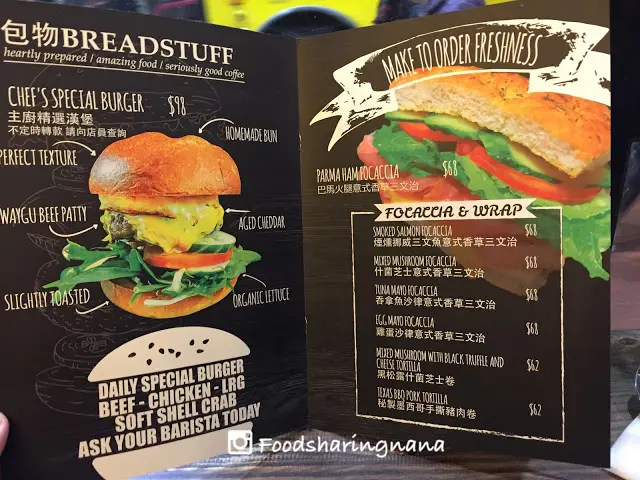 包物BREADSTUFF
heartly prepared / amazing food / seriously good coffee
CHEF'S SPECIAL BURGER $98
主廚精選漢堡
不定時轉款 請向店員查詢
HOMEMADE BUN
PERFECT TEXTURE
WAYGU BEEF PATTY
AGED CHEDDAR
SLIGHTLY TOASTED
ORGANIC LETTUCE
DAILY SPECIAL BURGER
BEEF - CHICKEN - LRG
SOFT SHELL CRAB
ASK YOUR BARISTA TODAY
MAKE TO ORDER FRESHNESS
PARMA HAM FOCACCIA $68
巴馬火腿意式香草三文治
FOCACCIA & WRAP
SMOKED SALMON FOCACCIA $68
煙燻挪威三文魚意式香草三文治
MIXED MUSHROOM FOCACCIA $68
什菌芝士意式香草三文治
TUNA MAYO FOCACCIA $68
吞拿魚沙律意式香草三文治
EGG MAYO FOCACCIA $68
雞蛋沙律意式香草三文治
MIXED MUSHROOM WITH BLACK TRUFFLE AND
CHEESE TORTILLA $62
黑松露什菌芝士卷
TEXAS BBQ PORK TORTILLA $62
秘製墨西哥手撕豬肉卷
Foodsharingnana